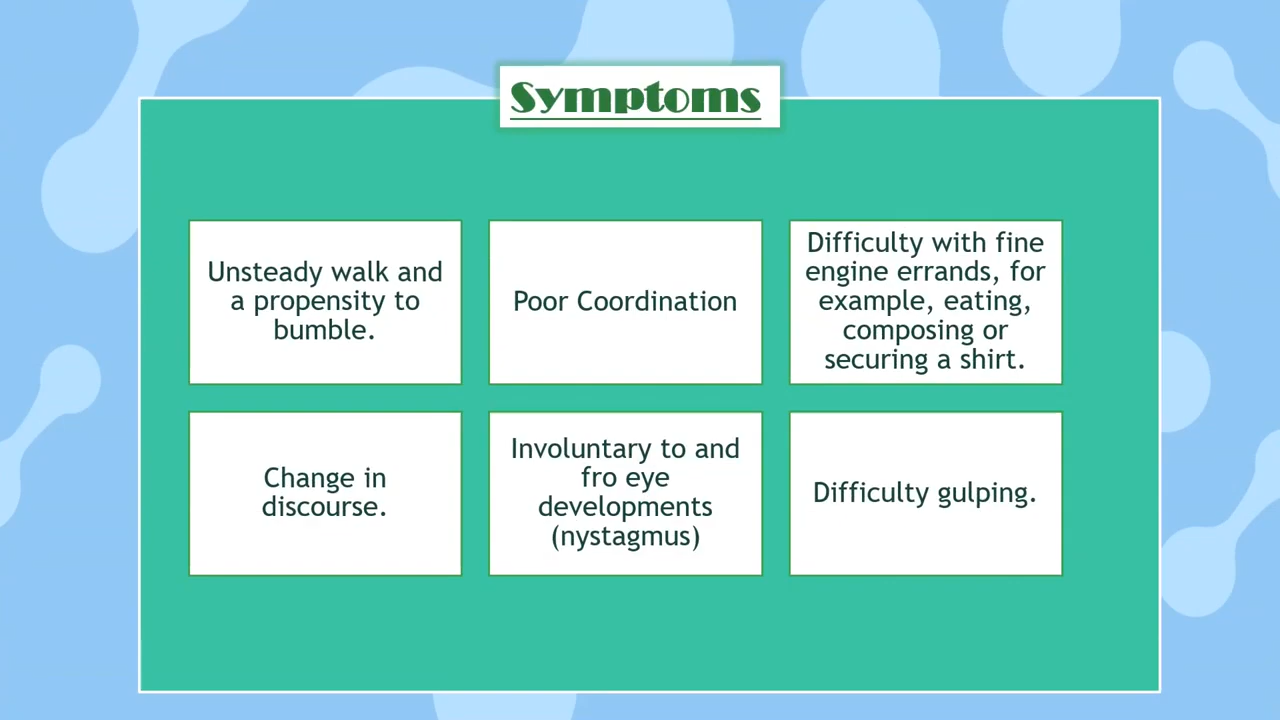 Symptoms
Unsteady walk and
a propensity to
bumble.
Poor Coordination
Difficulty with fine
engine errands, for
example, eating,
composing or
securing a shirt.
Change in
discourse.
Involuntary to and
fro eye
developments
(nystagmus)
Difficulty gulping.